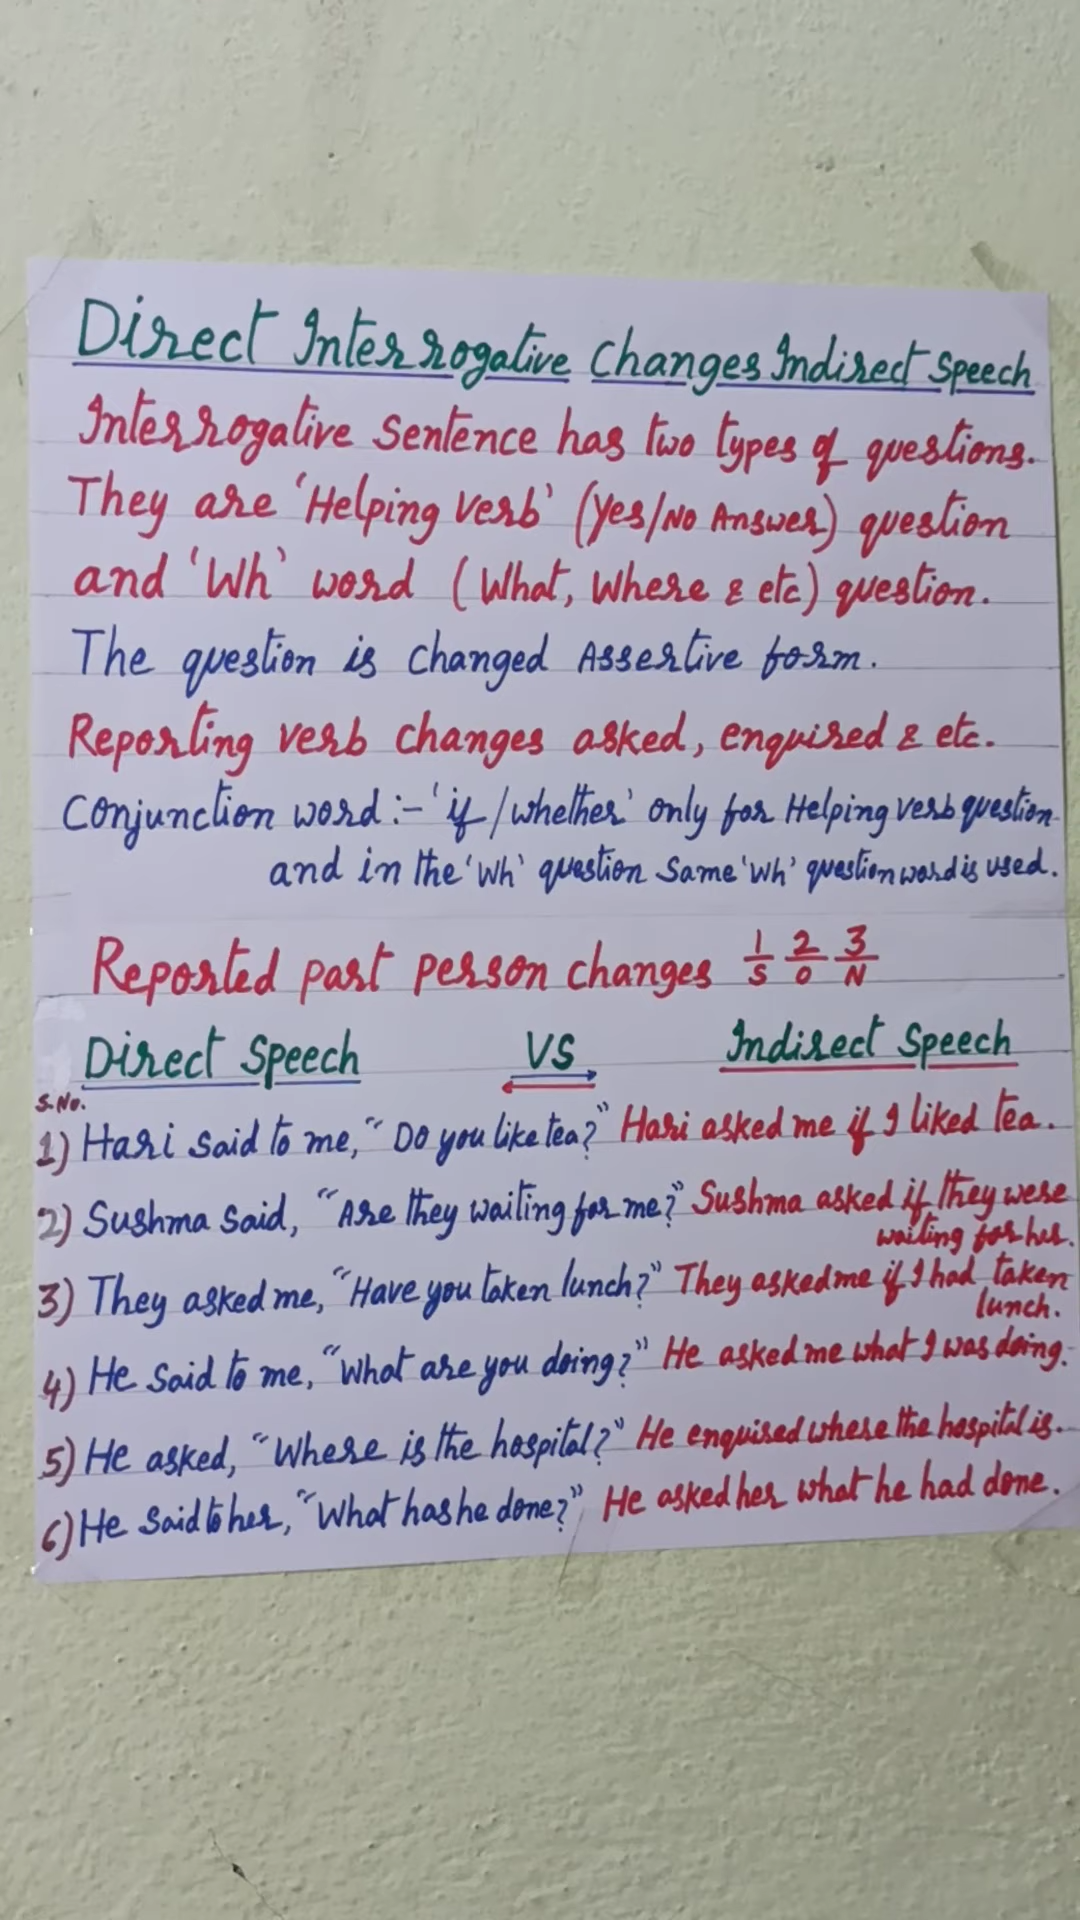 Direct Interrogative Changes Indirect Speech
Interrogative Sentence has two types of questions.
They are 'Helping Verb' (Yes/No Answer) question
and 'Wh' word (What, Where & etc) question.
The question is changed Assertive form.
Reporting verb changes asked, enquired & etc.
Conjunction word :- 'if/whether' only for Helping verb question
and in the 'Wh' question Same 'Wh' question word is used.
Reported part person changes 1/S 2/O 3/N
Direct Speech VS Indirect Speech
S.No.
1) Hari said to me, "Do you like tea?" Hari asked me if I liked tea.
2) Sushma said, "Are they waiting for me?" Sushma asked if they were
waiting for her.
3) They asked me, "Have you taken lunch?" They asked me if I had taken
lunch.
4) He said to me, "What are you doing?" He asked me what I was doing.
5) He asked, "Where is the hospital?" He enquired where the hospital is.
6) He said to her, "What has he done?" He asked her what he had done.